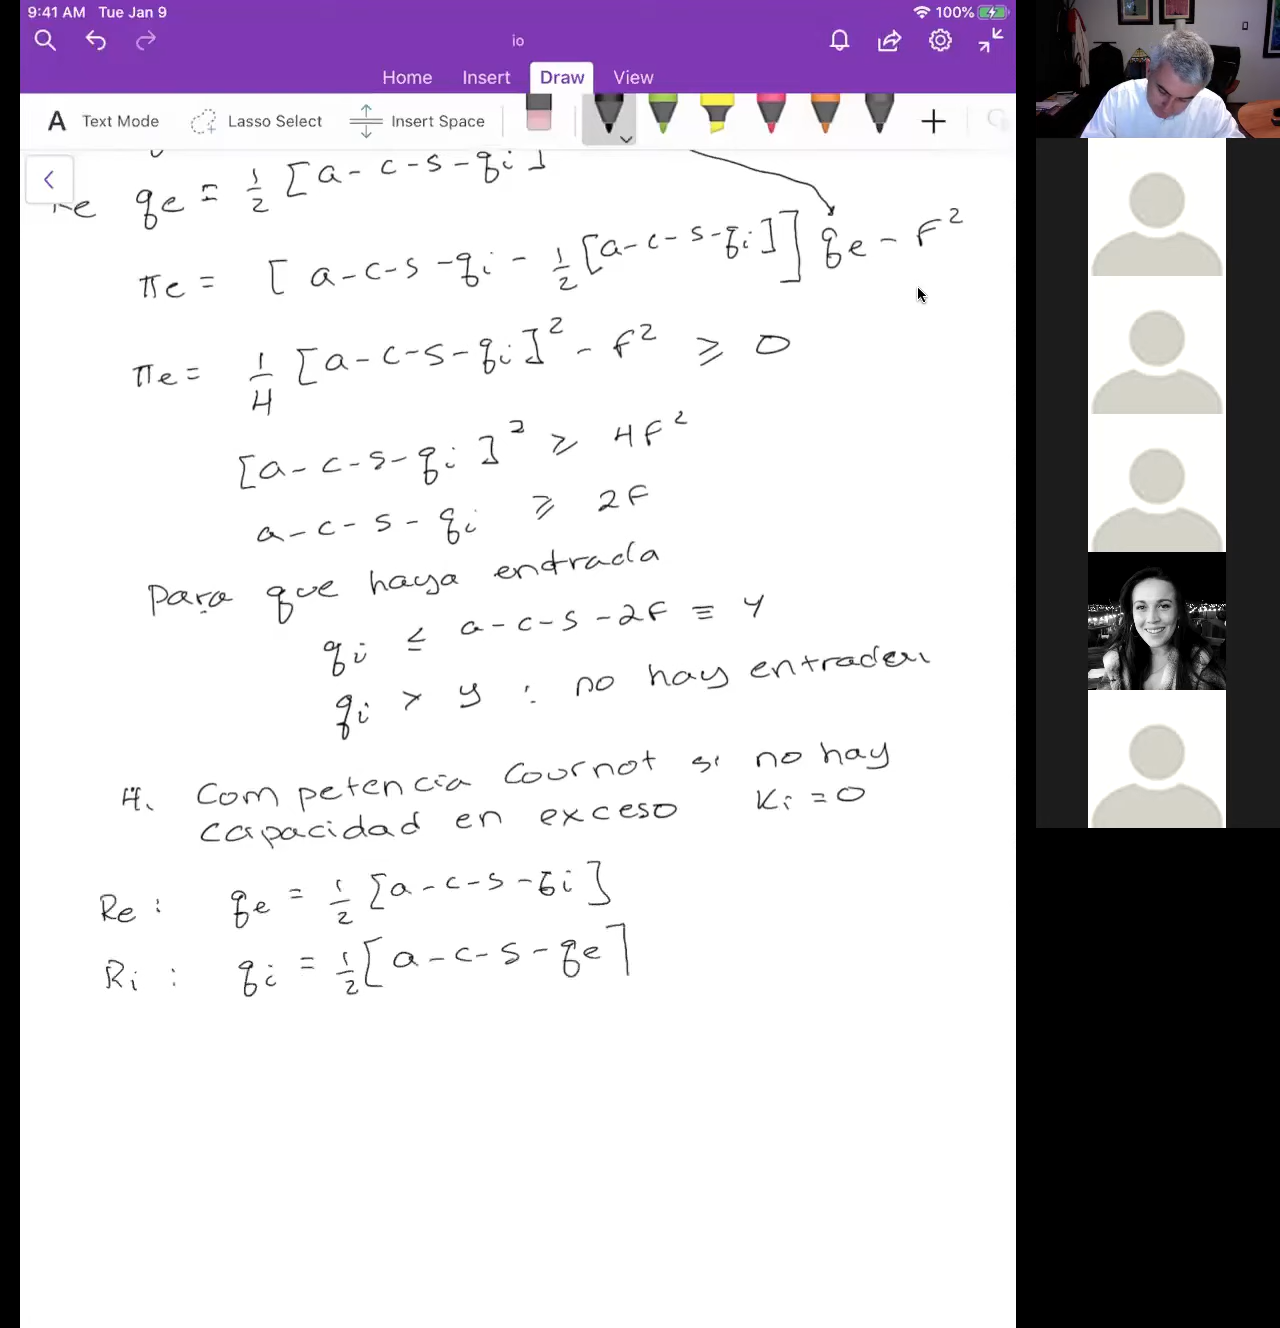 9:41 AM Tue Jan 9
100%
io
Home Insert Draw View
A Text Mode Lasso Select Insert Space
Re qe = 1/2 [a-c-s-qi]
πe = [a-c-s-qi - 1/2 [a-c-s-qi]] qe - F²
πe = 1/4 [a-c-s-qi]² - F² ≥ 0
[a-c-s-qi]² ≥ 4F²
a-c-s-qi ≥ 2F
Para que haya entrada
qi ≤ a-c-s-2F ≡ Y
qi > y : no hay entrada
4. Competencia Cournot si no hay
capacidad en exceso Ki = 0
Re : qe = 1/2 [a-c-s-qi]
Ri : qi = 1/2 [a-c-s-qe]